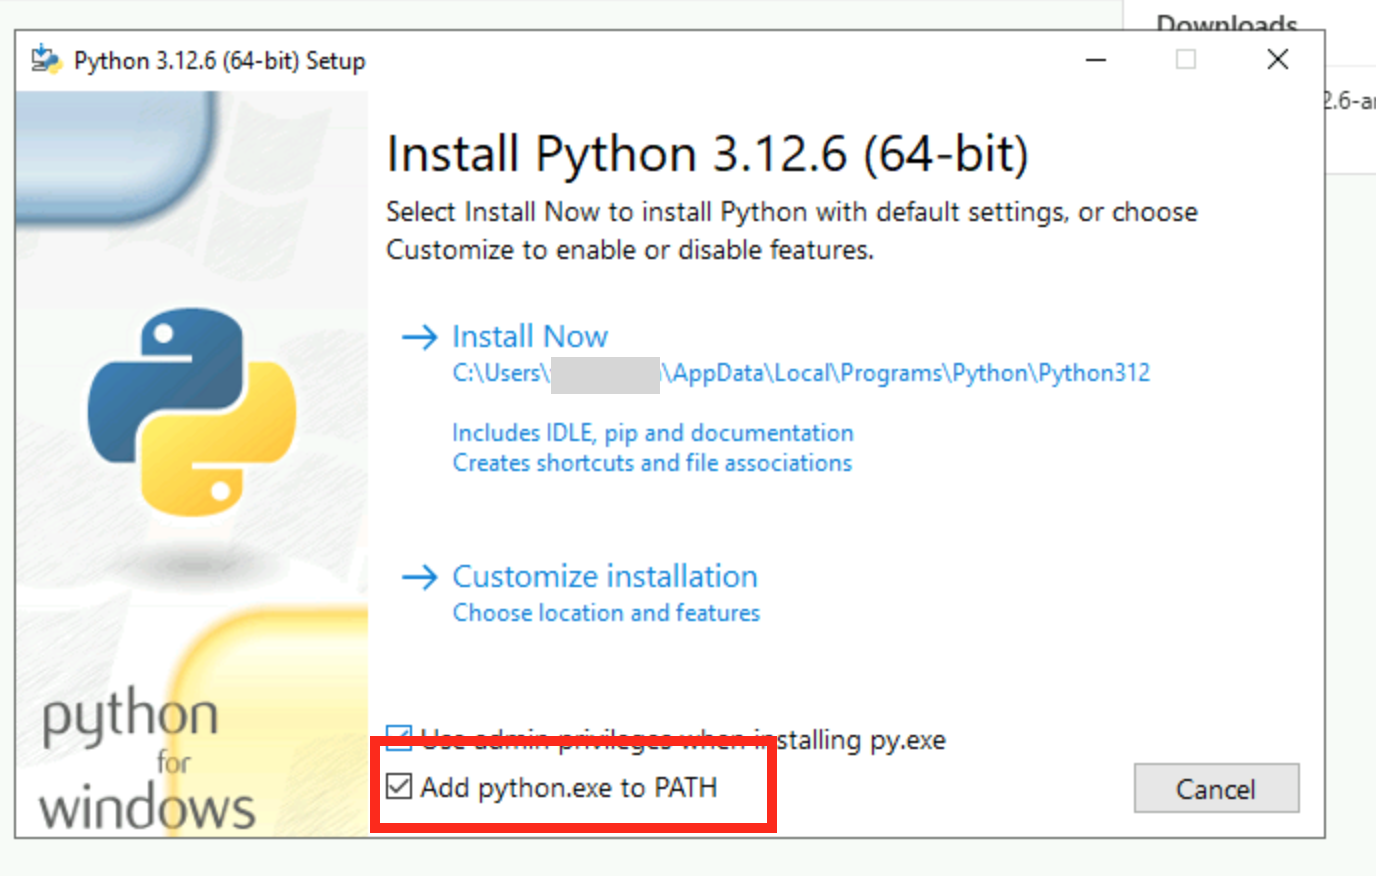 Downloads
Python 3.12.6 (64-bit) Setup
2.6-a
Install Python 3.12.6 (64-bit)
Select Install Now to install Python with default settings, or choose
Customize to enable or disable features.
Install Now
C:\Users\ \AppData\Local\Programs\Python\Python312
Includes IDLE, pip and documentation
Creates shortcuts and file associations
Customize installation
Choose location and features
Use admin privileges when installing py.exe
Add python.exe to PATH
Cancel
python
for
windows